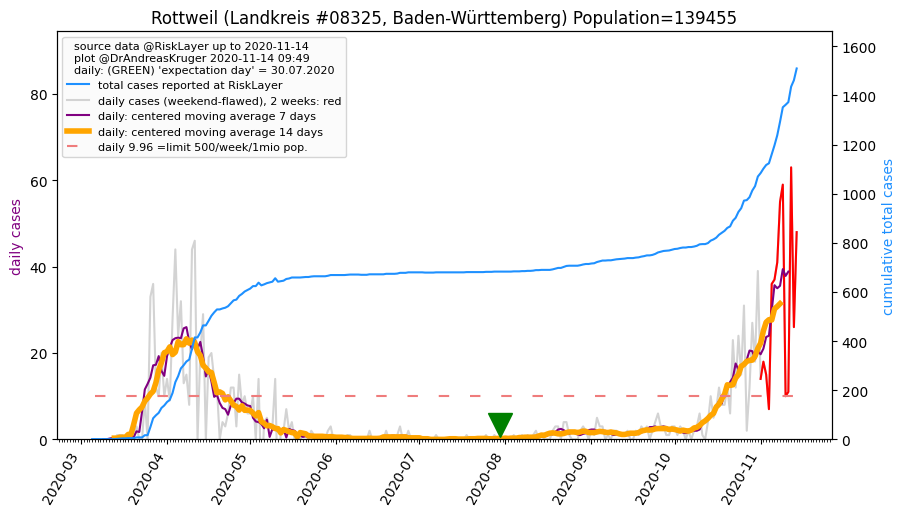 Rottweil (Landkreis #08325, Baden-Württemberg) Population=139455
source data @RiskLayer up to 2020-11-14
plot @DrAndreasKruger 2020-11-14 09:49
daily: (GREEN) 'expectation day' = 30.07.2020
total cases reported at RiskLayer
daily cases (weekend-flawed), 2 weeks: red
daily: centered moving average 7 days
daily: centered moving average 14 days
daily 9.96 =limit 500/week/1mio pop.
daily cases
80
60
40
20
0
cumulative total cases
1600
1400
1200
1000
800
600
400
200
0
2020-03
2020-04
2020-05
2020-06
2020-07
2020-08
2020-09
2020-10
2020-11